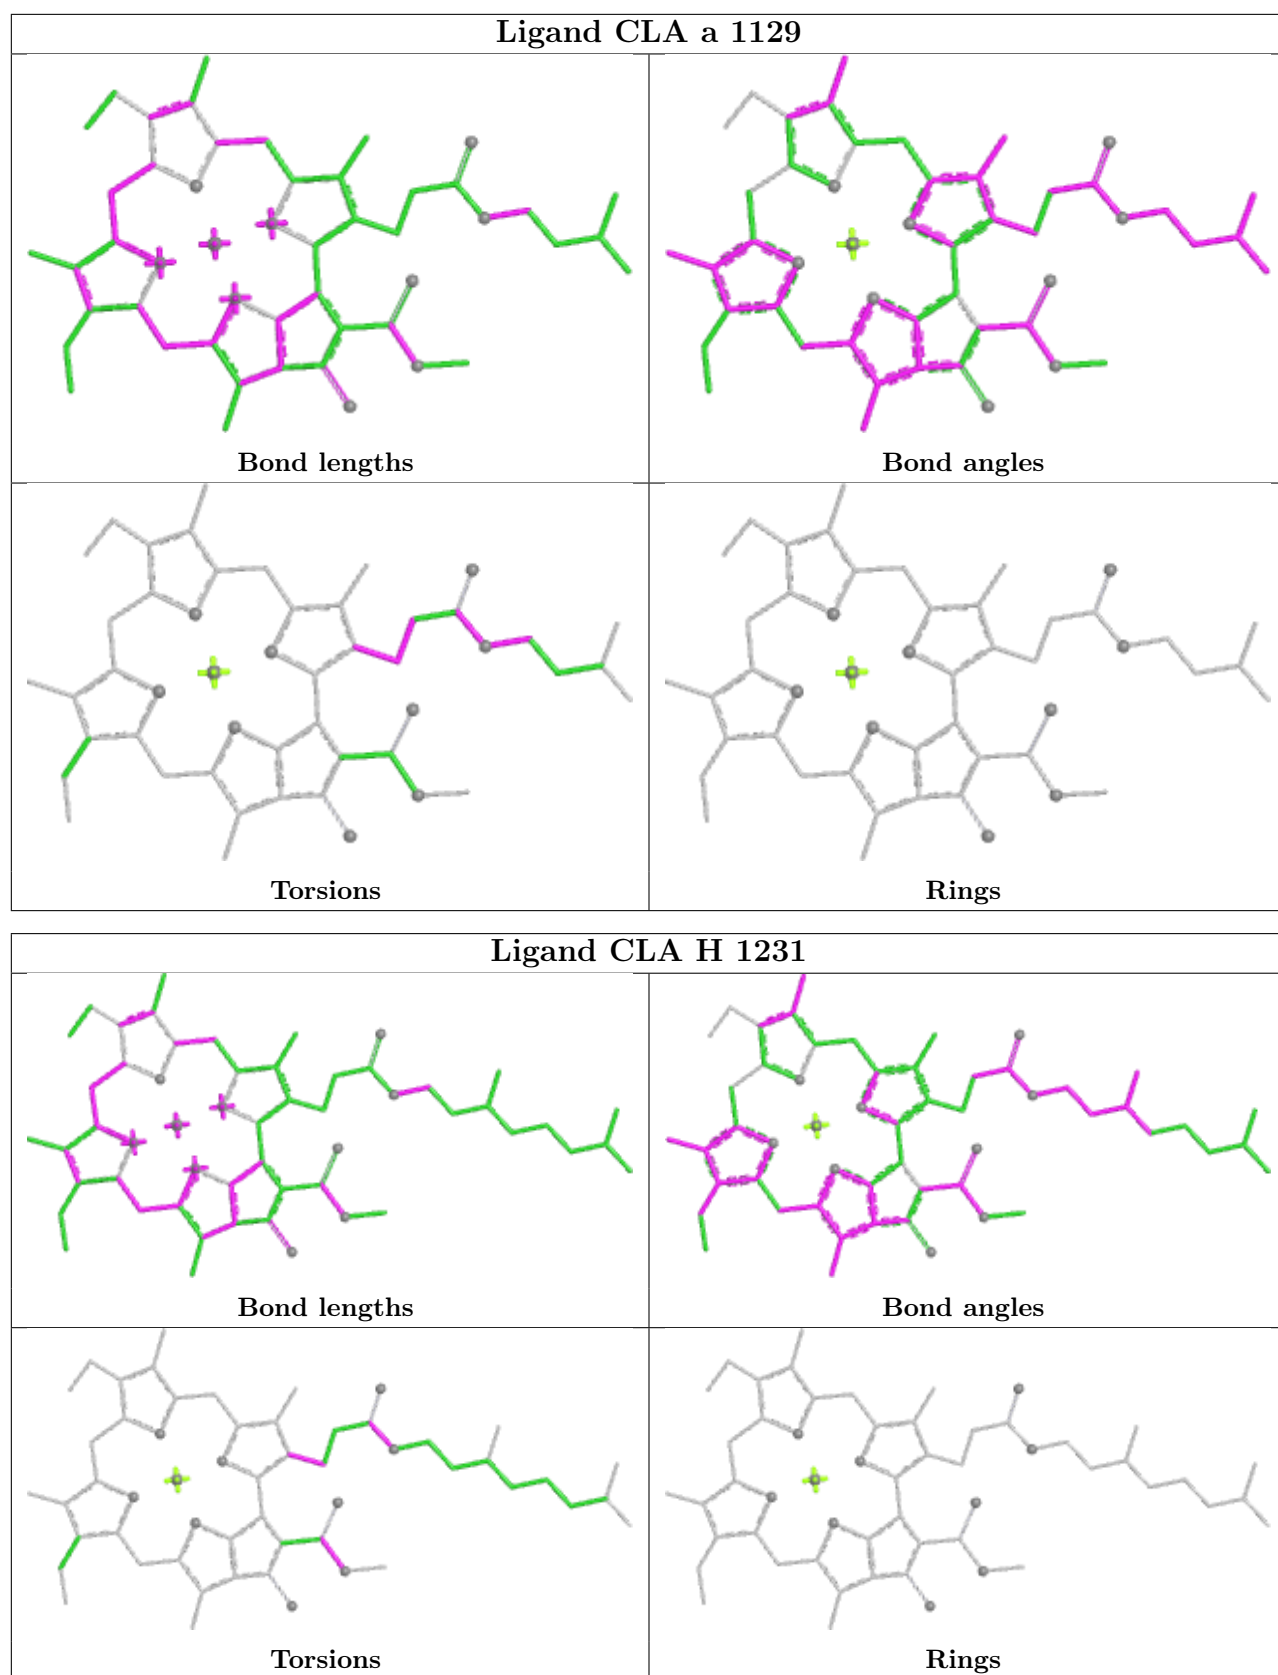 Ligand CLA a 1129
Bond lengths
Bond angles
Torsions
Rings
Ligand CLA H 1231
Bond lengths
Bond angles
Torsions
Rings